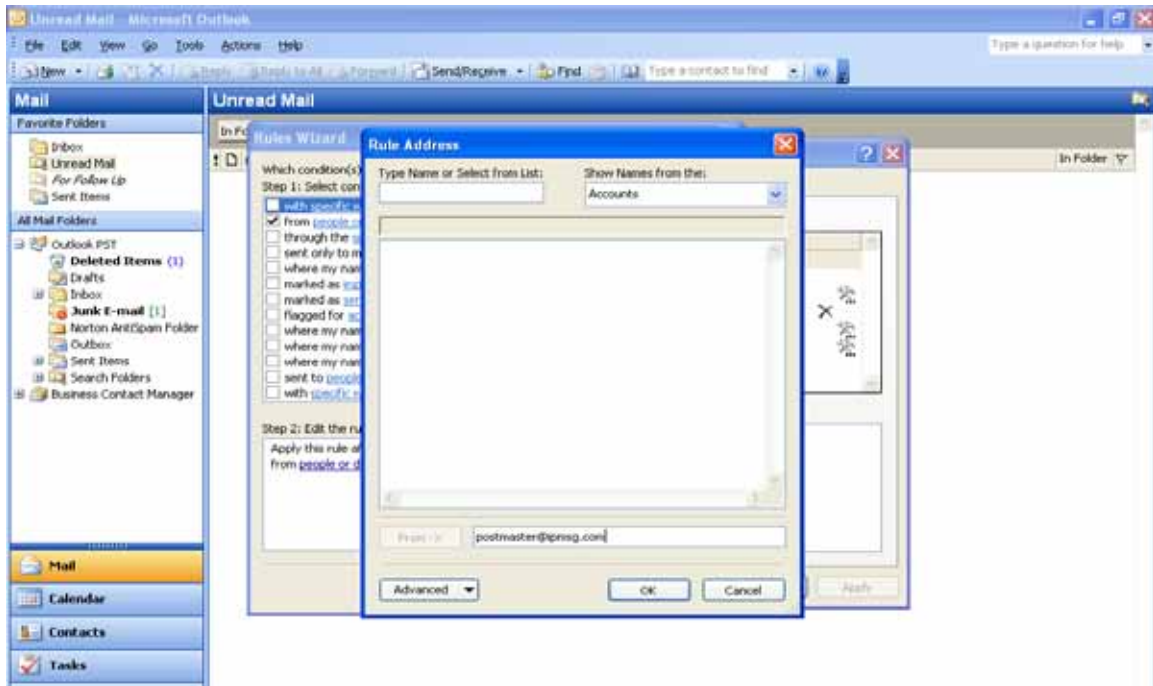 Unread Mail - Microsoft Outlook
File Edit View Go Tools Actions Help
Type a question for help
New Reply Reply to All Forward Send/Receive Find Type a contact to find
Mail
Unread Mail
Favorite Folders
Inbox
Unread Mail
For Follow Up
Sent Items
All Mail Folders
Outlook PST
Deleted Items (1)
Drafts
Inbox
Junk E-mail [1]
Norton AntiSpam Folder
Outbox
Sent Items
Search Folders
Business Contact Manager
Mail
Calendar
Contacts
Tasks
In Fo
In Folder
Rules Wizard
Which condition(s)
Step 1: Select con
with specific w
from people o
through the
sent only to m
where my nam
marked as
marked as
flagged for
where my nam
where my nam
where my nam
sent to people
with specific w
Step 2: Edit the ru
Apply this rule af
from people or d
Rule Address
Type Name or Select from List:
Show Names from the:
Accounts
From ->
postmaster@ipmsg.com
Advanced
OK
Cancel
Apply